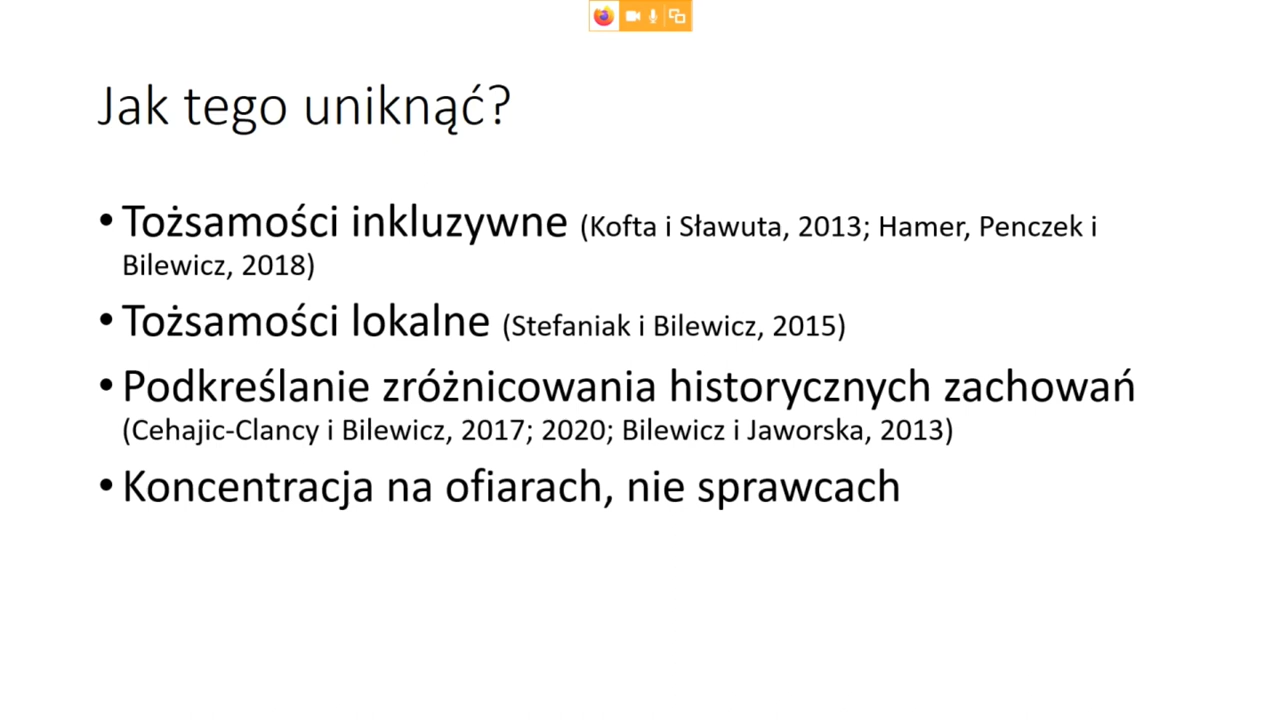 Jak tego uniknąć?
• Tożsamości inkluzywne (Kofta i Sławuta, 2013; Hamer, Penczek i
Bilewicz, 2018)
• Tożsamości lokalne (Stefaniak i Bilewicz, 2015)
• Podkreślanie zróżnicowania historycznych zachowań
(Cehajic-Clancy i Bilewicz, 2017; 2020; Bilewicz i Jaworska, 2013)
• Koncentracja na ofiarach, nie sprawcach